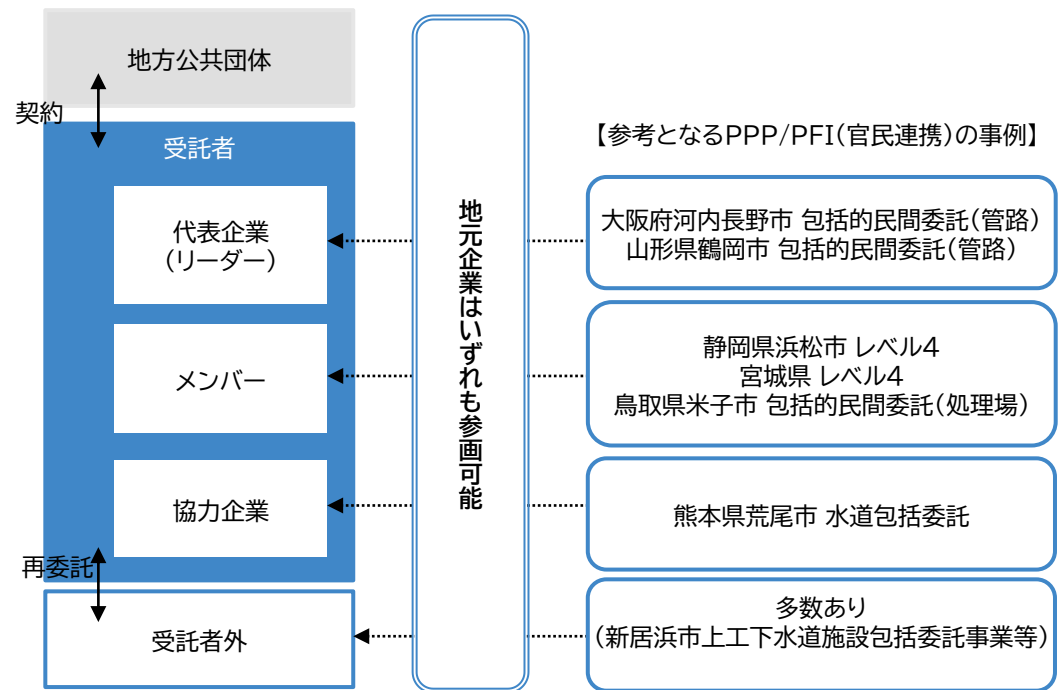 地方公共団体
契約
受託者
代表企業
(リーダー)
メンバー
協力企業
再委託
受託者外
地元企業はいずれも参画可能
【参考となるPPP/PFI(官民連携)の事例】
大阪府河内長野市 包括的民間委託(管路)
山形県鶴岡市 包括的民間委託(管路)
静岡県浜松市 レベル4
宮城県 レベル4
鳥取県米子市 包括的民間委託(処理場)
熊本県荒尾市 水道包括委託
多数あり
(新居浜市上工下水道施設包括委託事業等)